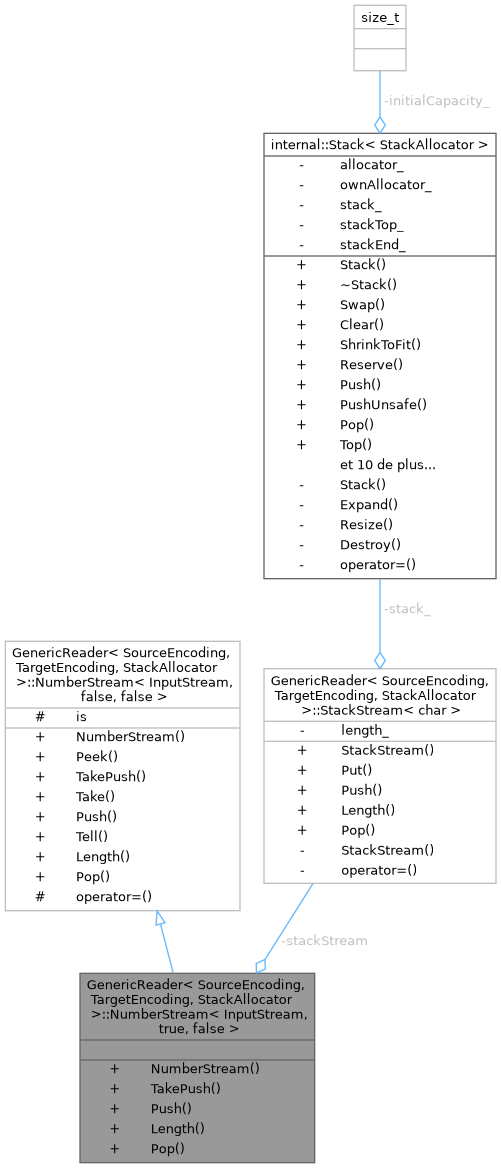 size_t
-initialCapacity_
internal::Stack< StackAllocator >
- allocator_
- ownAllocator_
- stack_
- stackTop_
- stackEnd_
+ Stack()
+ ~Stack()
+ Swap()
+ Clear()
+ ShrinkToFit()
+ Reserve()
+ Push()
+ PushUnsafe()
+ Pop()
+ Top()
et 10 de plus...
- Stack()
- Expand()
- Resize()
- Destroy()
- operator=()
-stack_
GenericReader< SourceEncoding,
TargetEncoding, StackAllocator
>::NumberStream< InputStream,
false, false >
# is
+ NumberStream()
+ Peek()
+ TakePush()
+ Take()
+ Push()
+ Tell()
+ Length()
+ Pop()
# operator=()
GenericReader< SourceEncoding,
TargetEncoding, StackAllocator
>::StackStream< char >
- length_
+ StackStream()
+ Put()
+ Push()
+ Length()
+ Pop()
- StackStream()
- operator=()
-stackStream
GenericReader< SourceEncoding,
TargetEncoding, StackAllocator
>::NumberStream< InputStream,
true, false >
+ NumberStream()
+ TakePush()
+ Push()
+ Length()
+ Pop()